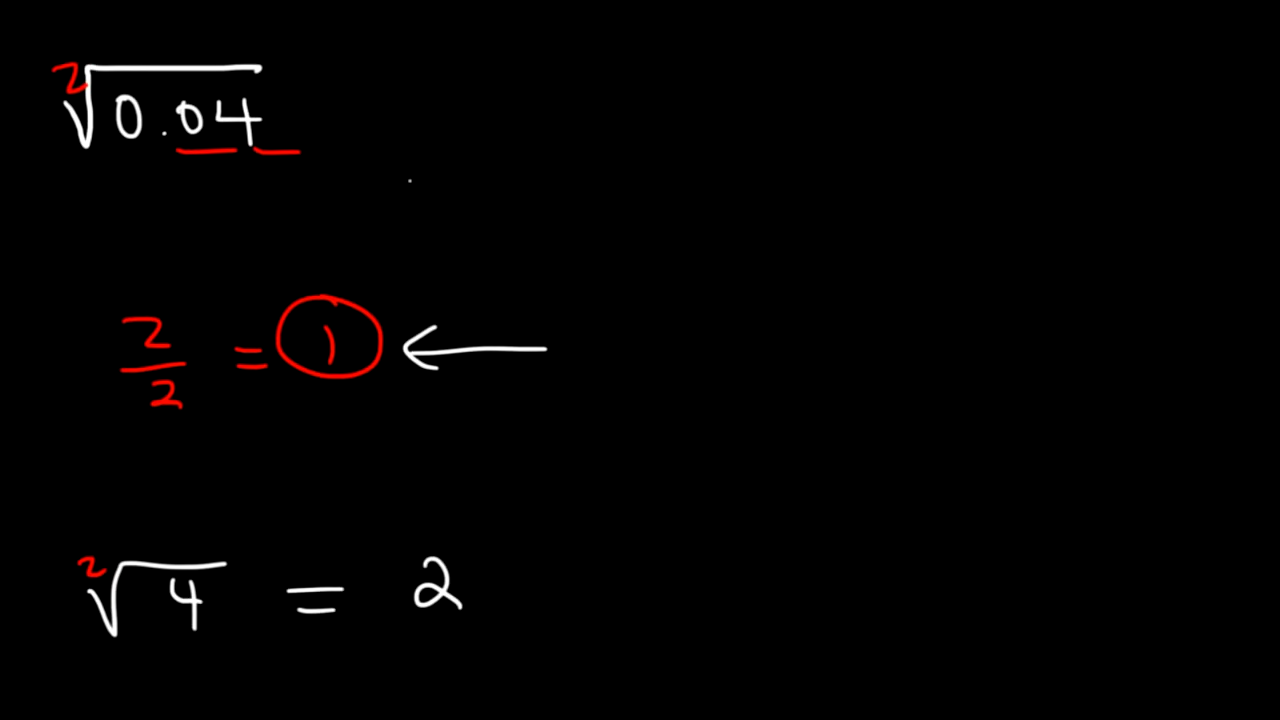 ²√0.04
2/2 = 1 ←
²√4 = 2